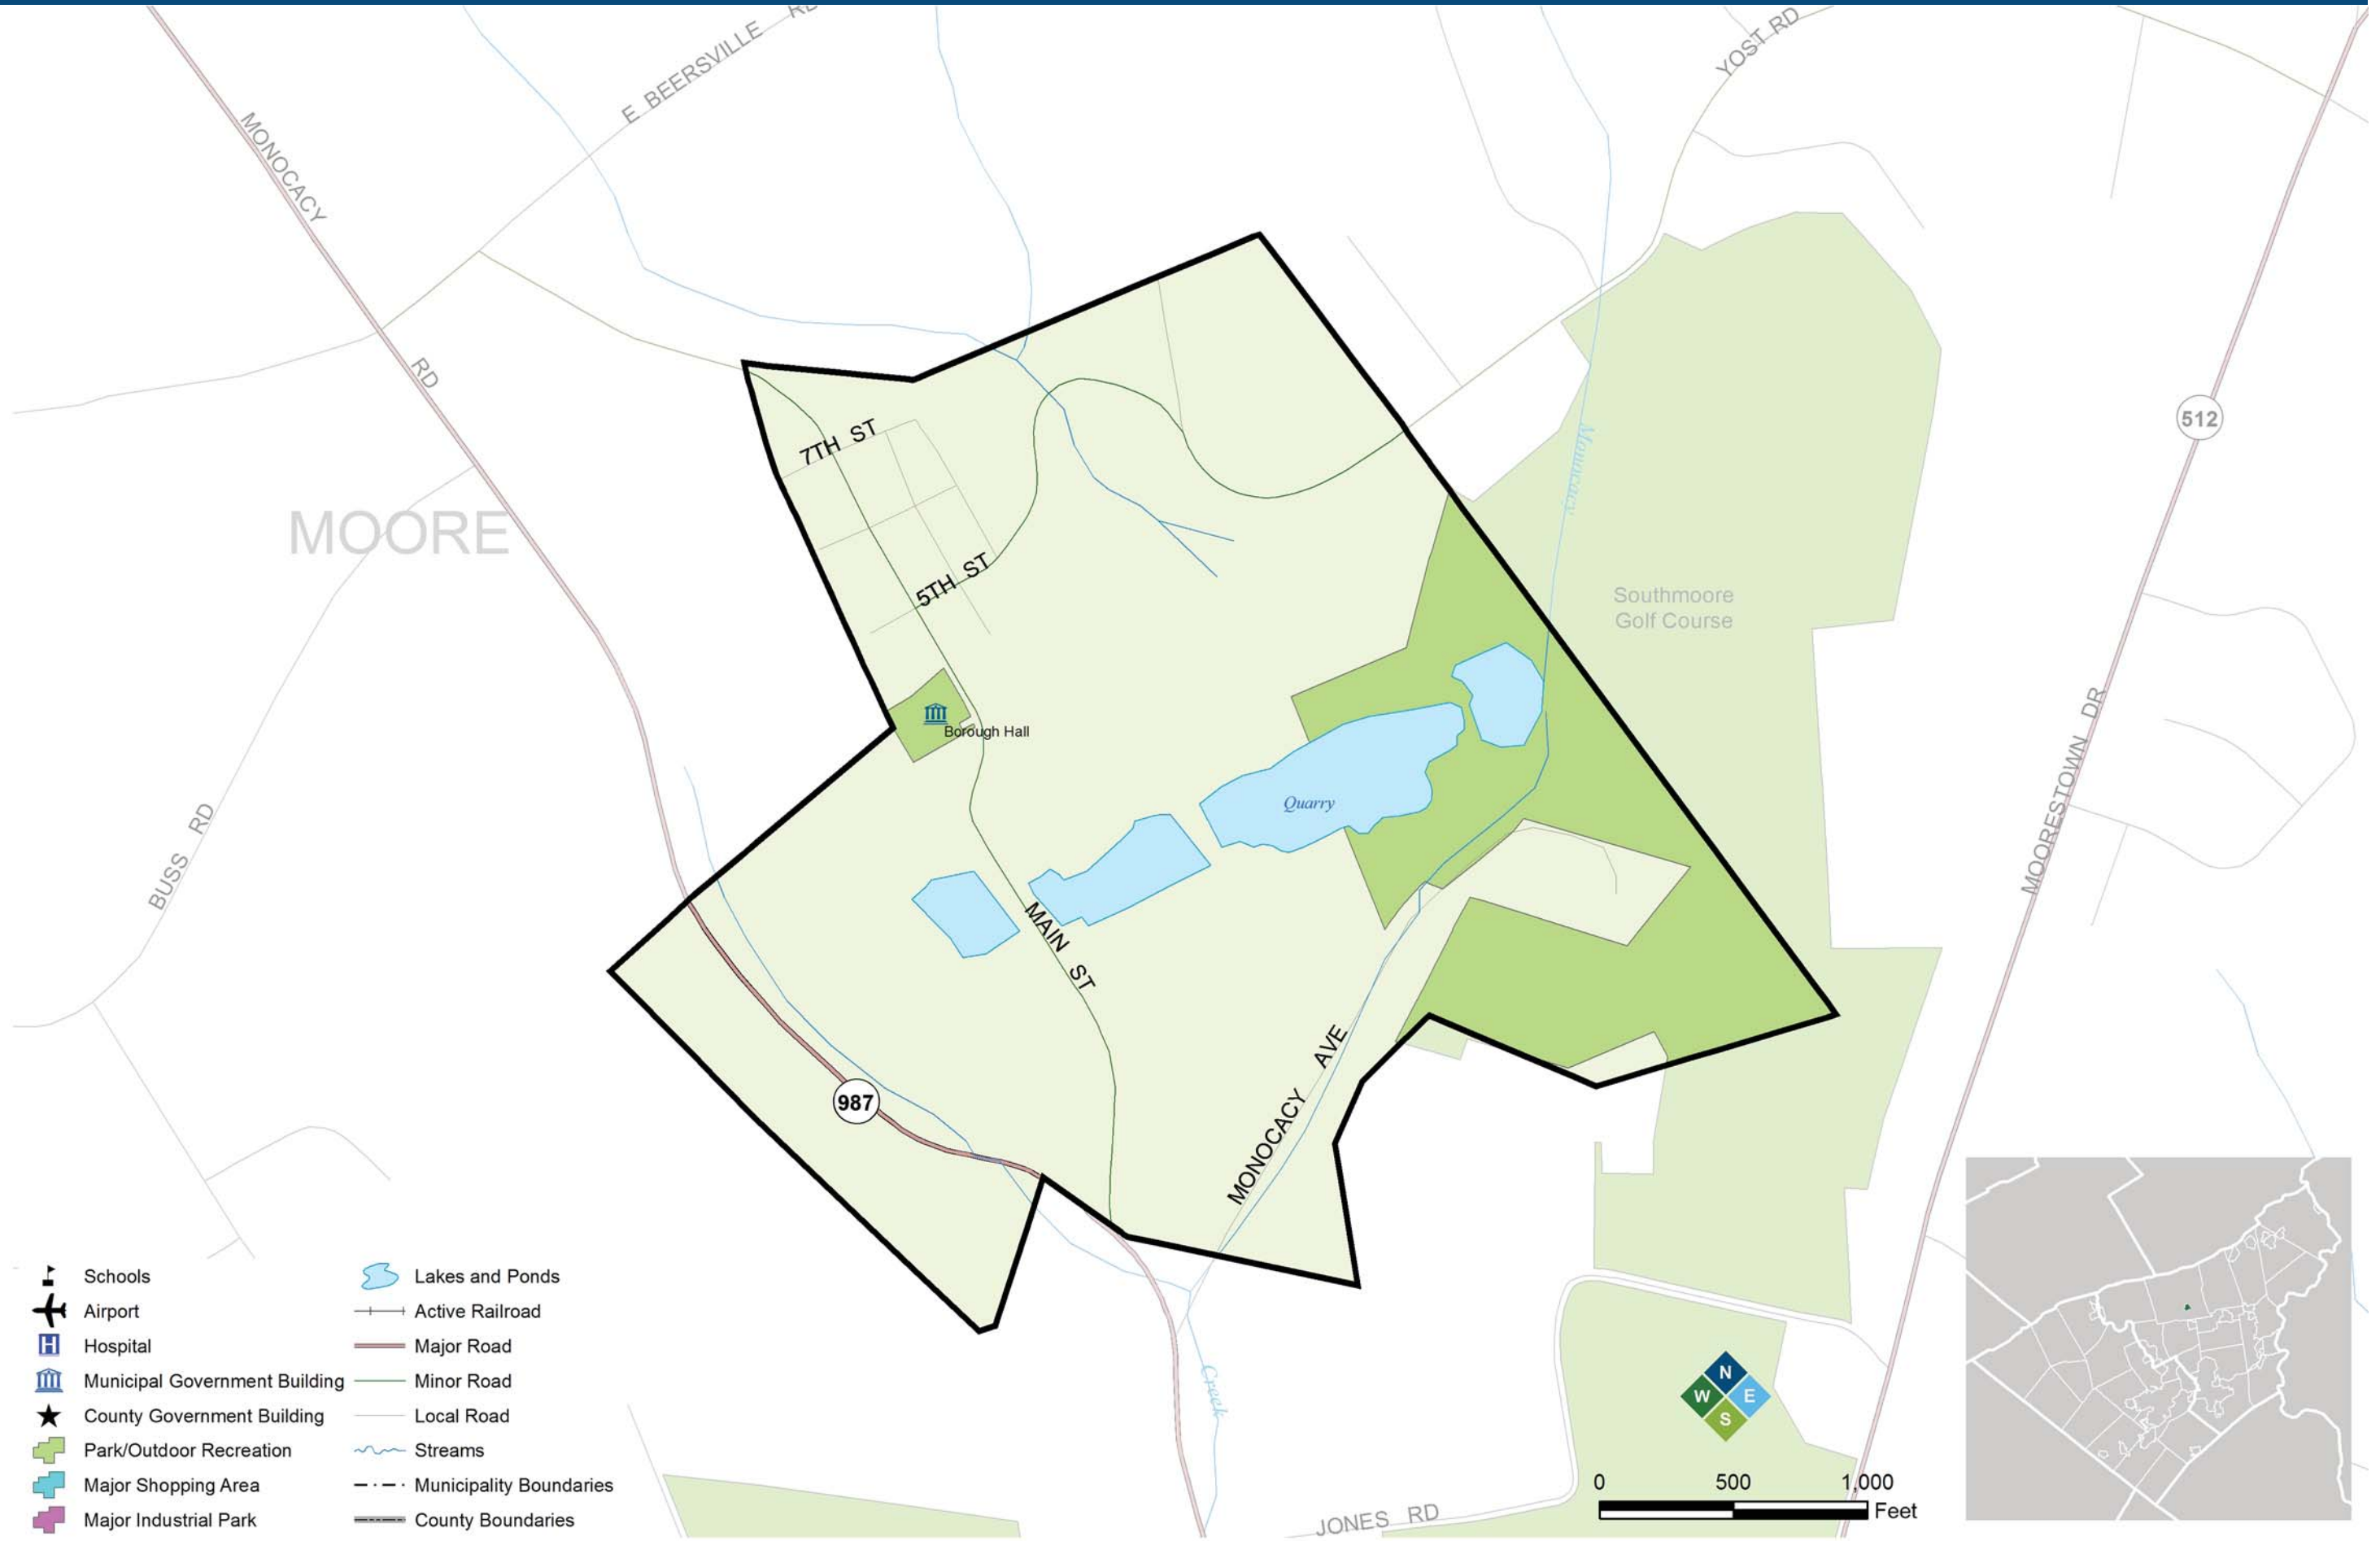 E BEERSVILLE RD
YOST RD
MONOCACY
RD
7TH ST
512
MOORE
Monocacy
5TH ST
Southmoore
Golf Course
Borough Hall
MOORESTOWN DR
Quarry
BUSS RD
MAIN ST
987
MONOCACY AVE
Creek
JONES RD
Schools
Airport
H
Hospital
Municipal Government Building
County Government Building
Park/Outdoor Recreation
Major Shopping Area
Major Industrial Park
Lakes and Ponds
Active Railroad
Major Road
Minor Road
Local Road
Streams
Municipality Boundaries
County Boundaries
N
W E
S
0 500 1,000
Feet